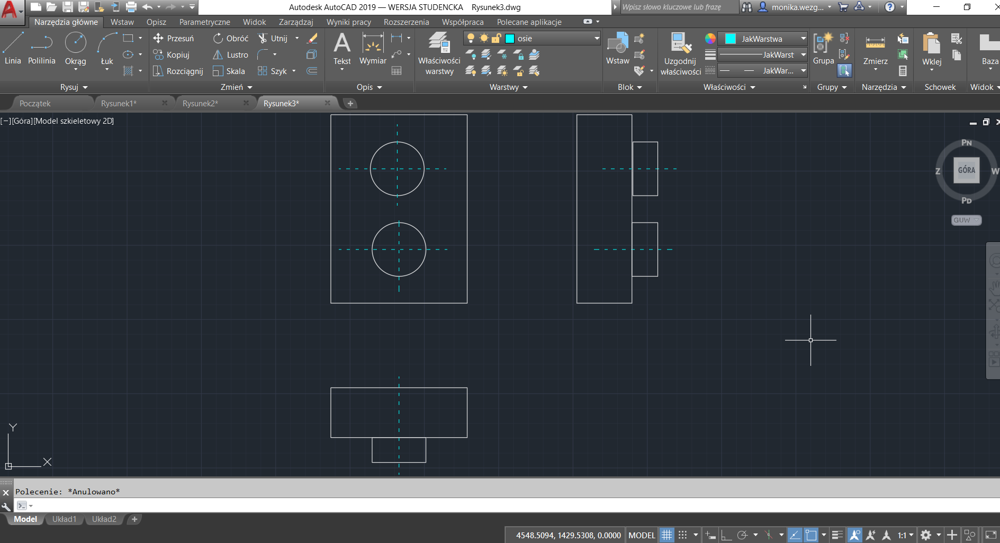 Autodesk AutoCAD 2019 — WERSJA STUDENCKA Rysunek3.dwg
Wpisz słowo kluczowe lub frazę
monika.wezg...
Narzędzia główne Wstaw Opisz Parametryczne Widok Zarządzaj Wyniki pracy Rozszerzenia Współpraca Polecane aplikacje
Linia Polilinia Okrąg Łuk
Przesuń Obróć Utnij
Kopiuj Lustro
Rozciągnij Skala Szyk
Tekst Wymiar
Właściwości warstwy
osie
Wstaw
Uzgodnij właściwości
JakWarstwa
JakWarst
JakWar...
Grupa
Zmierz
Wklej
Baza
Rysuj Zmień Opis Warstwy Blok Właściwości Grupy Narzędzia Schowek Widok
Początek Rysunek1* Rysunek2* Rysunek3*
[−][Góra][Model szkieletowy 2D]
PN
Z GÓRA W
PD
GUW
Y
X
Polecenie: *Anulowano*
Model Układ1 Układ2
4548.5094, 1429.5308, 0.0000 MODEL 1:1